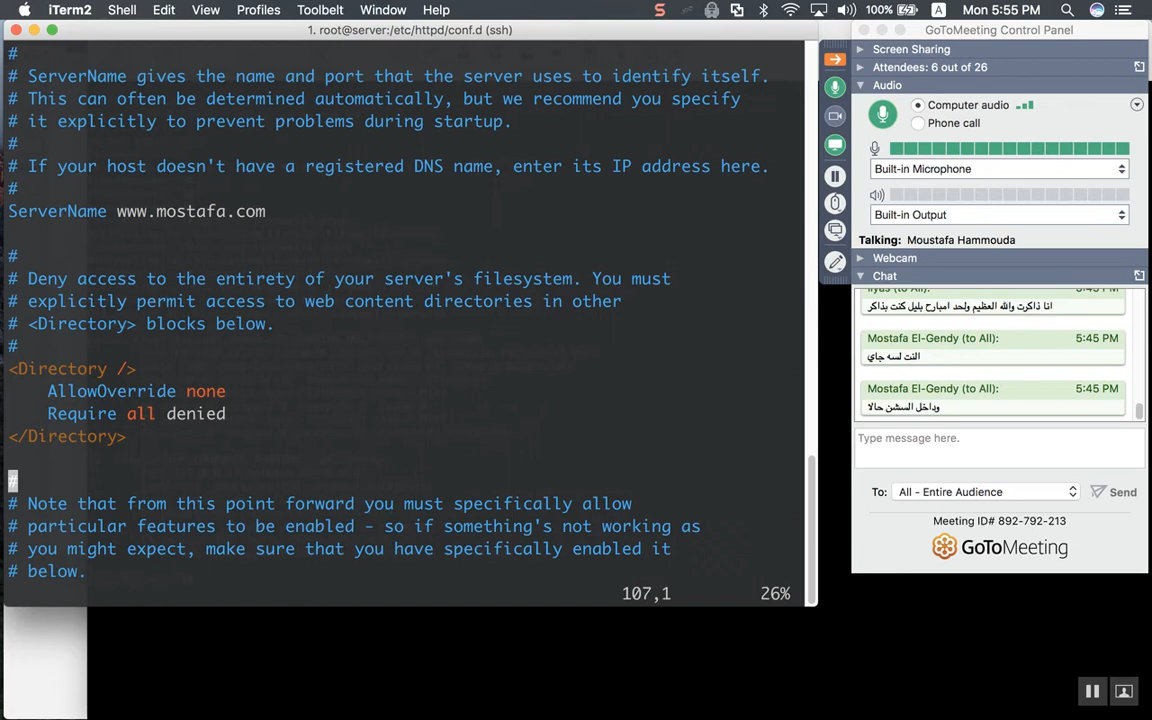 iTerm2 Shell Edit View Profiles Toolbelt Window Help
100% A Mon 5:55 PM
1. root@server:/etc/httpd/conf.d (ssh)
#
# ServerName gives the name and port that the server uses to identify itself.
# This can often be determined automatically, but we recommend you specify
# it explicitly to prevent problems during startup.
#
# If your host doesn't have a registered DNS name, enter its IP address here.
#
ServerName www.mostafa.com
#
# Deny access to the entirety of your server's filesystem. You must
# explicitly permit access to web content directories in other
# <Directory> blocks below.
#
<Directory />
AllowOverride none
Require all denied
</Directory>
#
# Note that from this point forward you must specifically allow
# particular features to be enabled - so if something's not working as
# you might expect, make sure that you have specifically enabled it
# below.
107,1 26%
GoToMeeting Control Panel
Screen Sharing
Attendees: 6 out of 26
Audio
Computer audio
Phone call
Built-in Microphone
Built-in Output
Talking: Moustafa Hammouda
Webcam
Chat
Ilyas (to All): 5:45 PM
انا ذاكرت والله العظيم ولحد امبارح بليل كنت بذاكر
Mostafa El-Gendy (to All): 5:45 PM
النت لسه جاي
Mostafa El-Gendy (to All): 5:45 PM
وداخل السشن حالا
Type message here.
To: All - Entire Audience Send
Meeting ID# 892-792-213
GoToMeeting